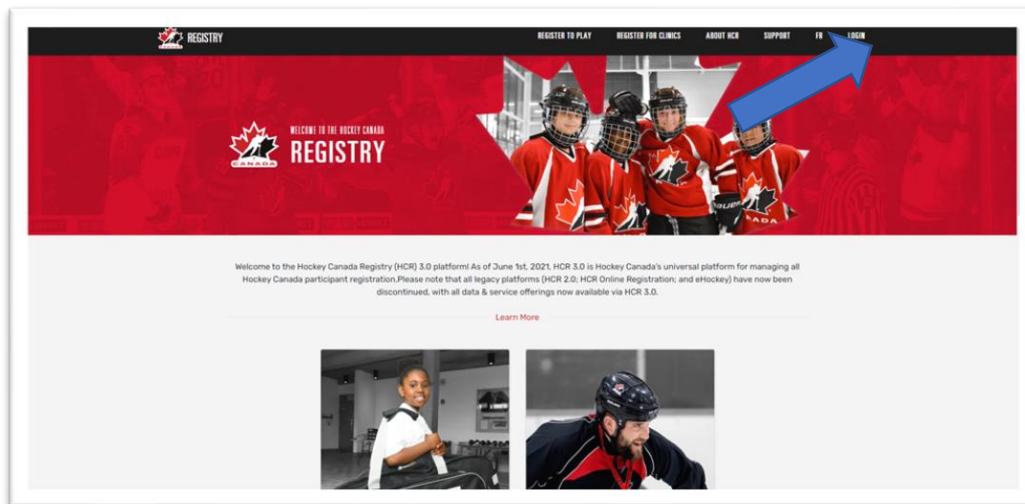 REGISTRY
REGISTER TO PLAY
REGISTER FOR CLINICS
ABOUT HCR
SUPPORT
FR
LOGIN
WELCOME TO THE HOCKEY CANADA
REGISTRY
CANADA
Welcome to the Hockey Canada Registry (HCR) 3.0 platform! As of June 1st, 2021, HCR 3.0 is Hockey Canada's universal platform for managing all
Hockey Canada participant registration.Please note that all legacy platforms (HCR 2.0; HCR Online Registration; and eHockey) have now been
discontinued, with all data & service offerings now available via HCR 3.0.
Learn More